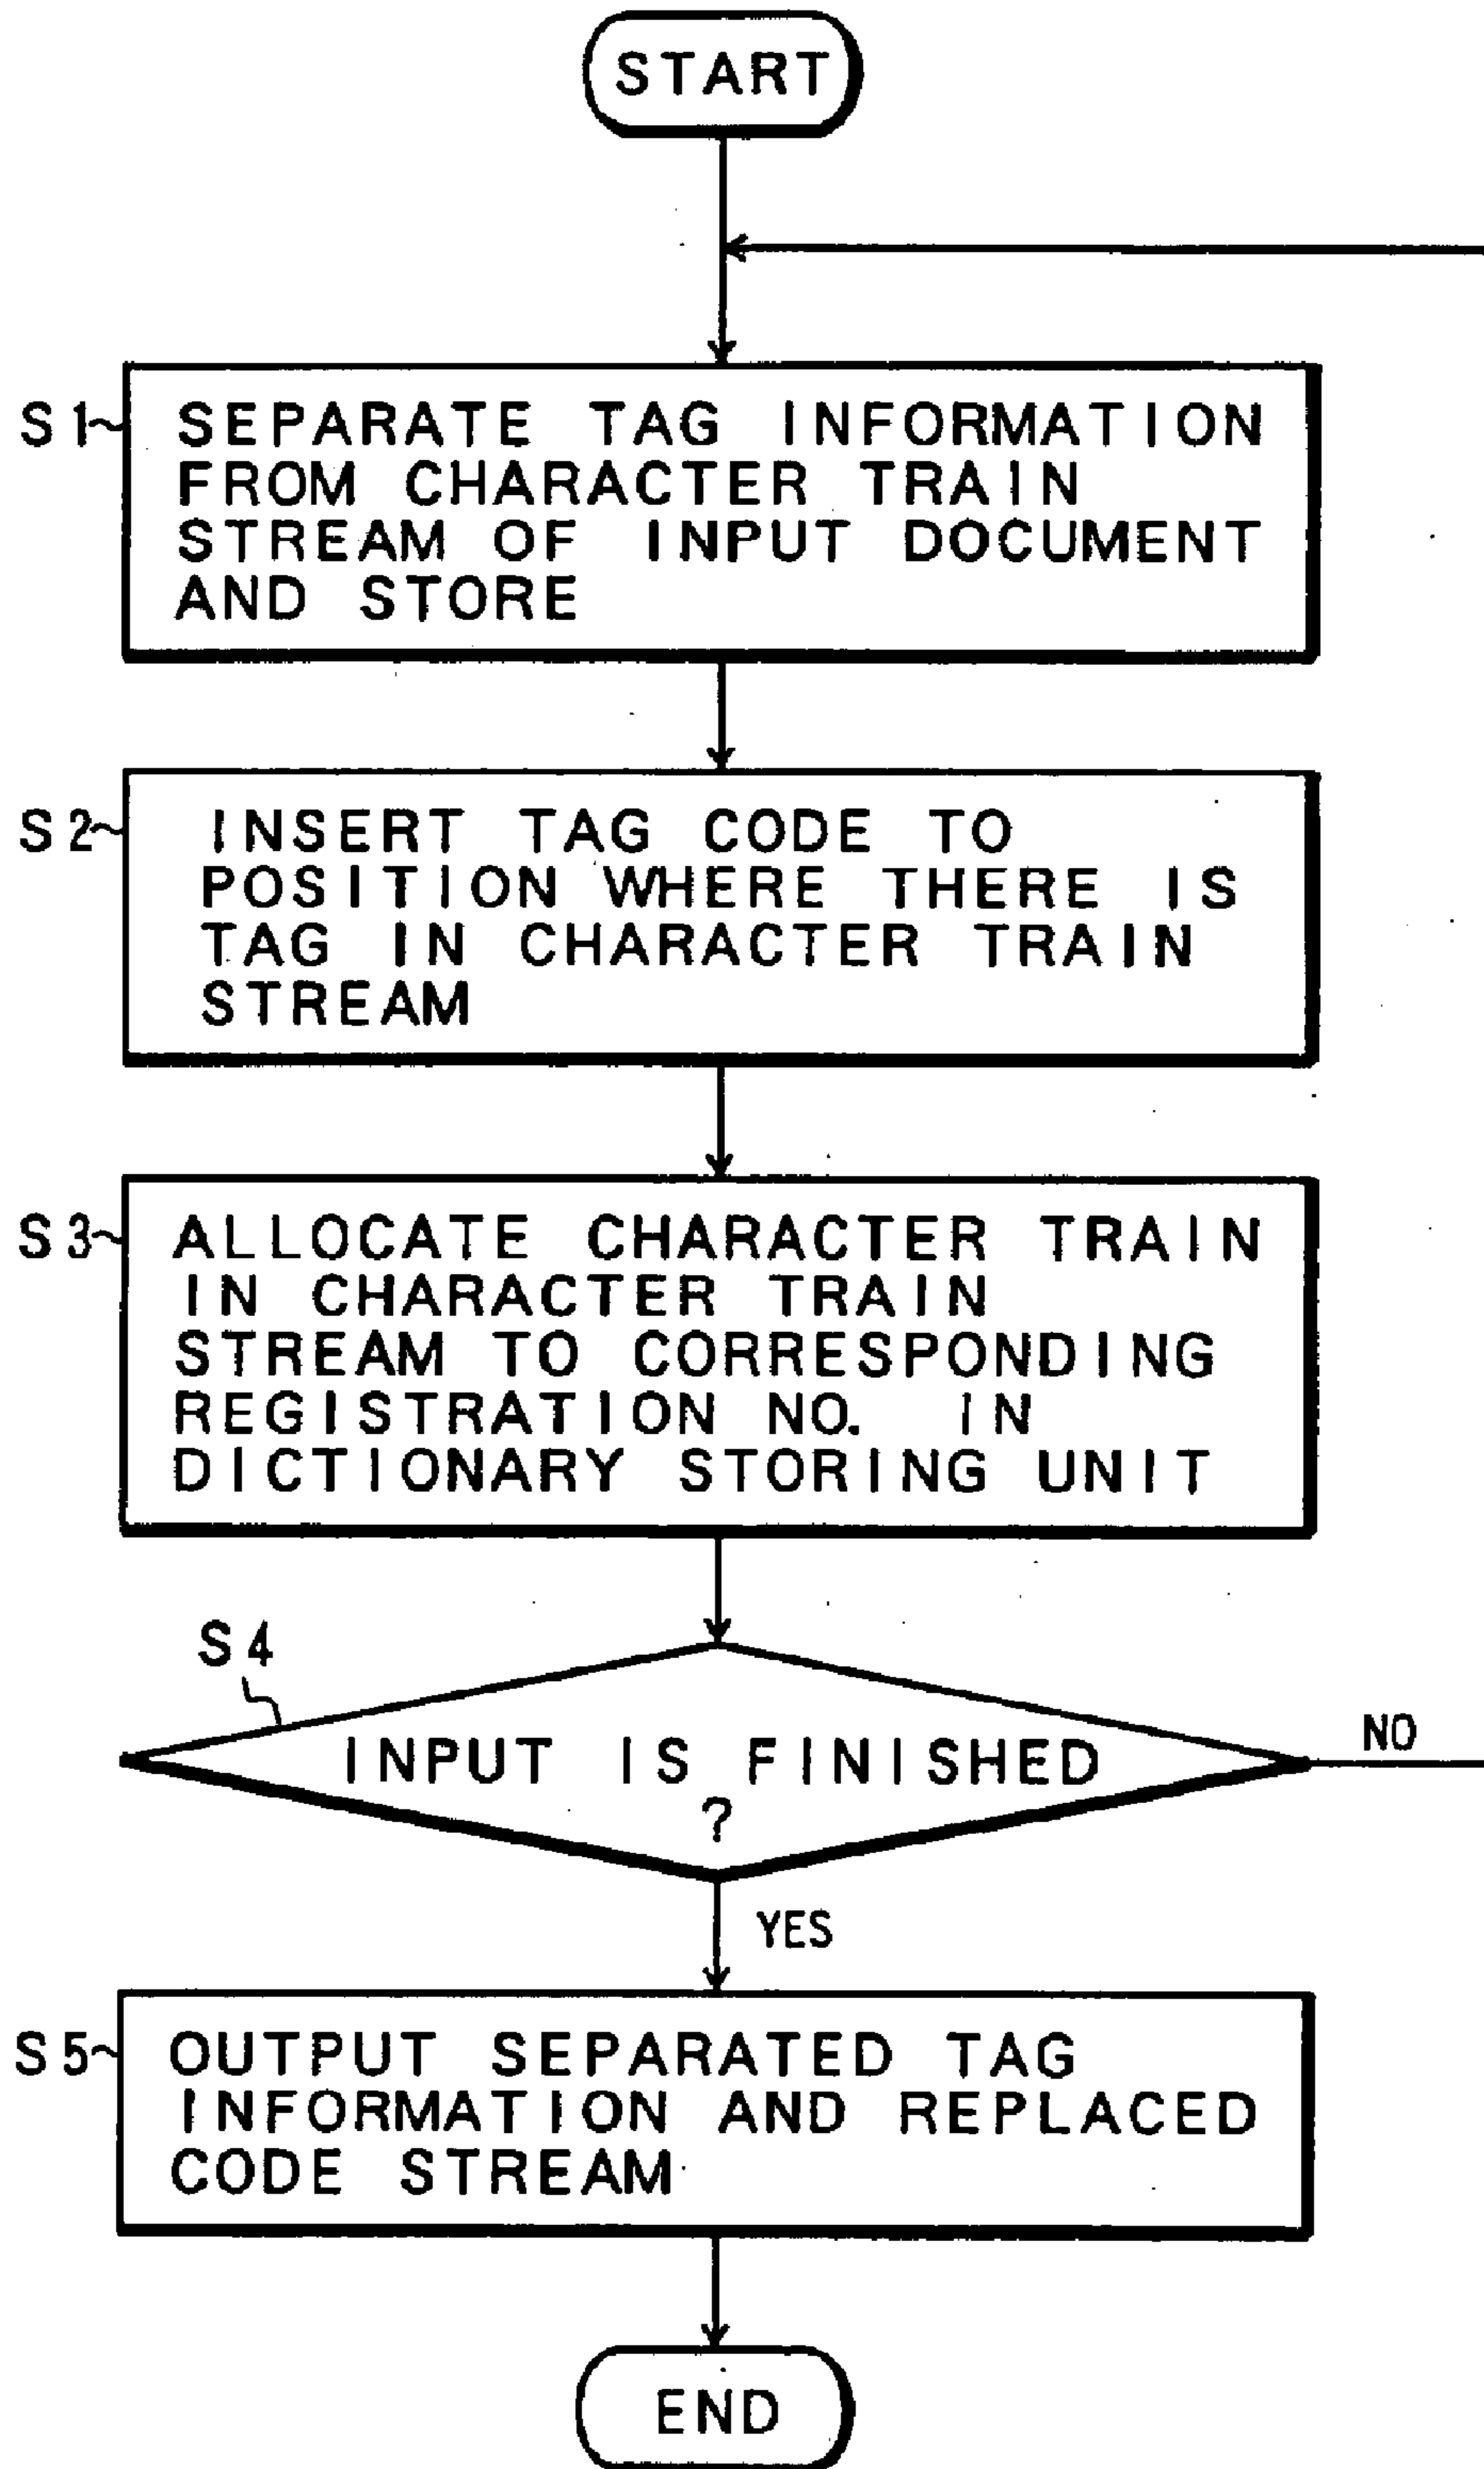 START
S1
SEPARATE TAG INFORMATION
FROM CHARACTER TRAIN
STREAM OF INPUT DOCUMENT
AND STORE
S2
INSERT TAG CODE TO
POSITION WHERE THERE IS
TAG IN CHARACTER TRAIN
STREAM
S3
ALLOCATE CHARACTER TRAIN
IN CHARACTER TRAIN
STREAM TO CORRESPONDING
REGISTRATION NO. IN
DICTIONARY STORING UNIT
S4
INPUT IS FINISHED
?
NO
YES
S5
OUTPUT SEPARATED TAG
INFORMATION AND REPLACED
CODE STREAM
END